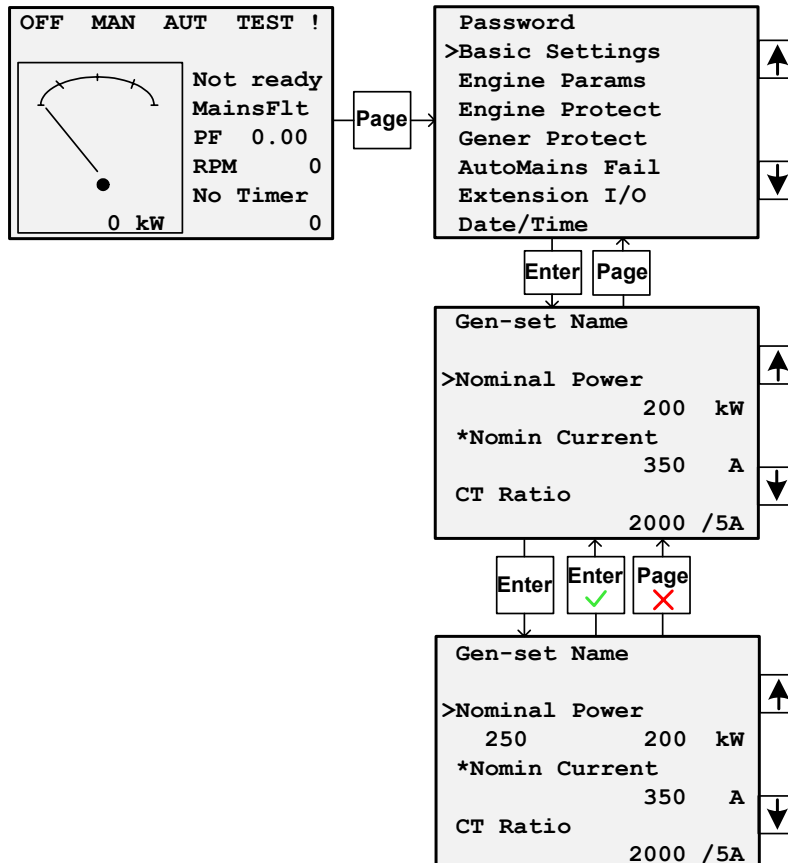 OFF MAN AUT TEST !
Not ready
MainsFlt
PF 0.00
RPM 0
No Timer
0 kW 0
Page
Password
>Basic Settings
Engine Params
Engine Protect
Gener Protect
AutoMains Fail
Extension I/O
Date/Time
Enter Page
Gen-set Name
>Nominal Power
200 kW
*Nomin Current
350 A
CT Ratio
2000 /5A
Enter Enter Page
Gen-set Name
>Nominal Power
250 200 kW
*Nomin Current
350 A
CT Ratio
2000 /5A